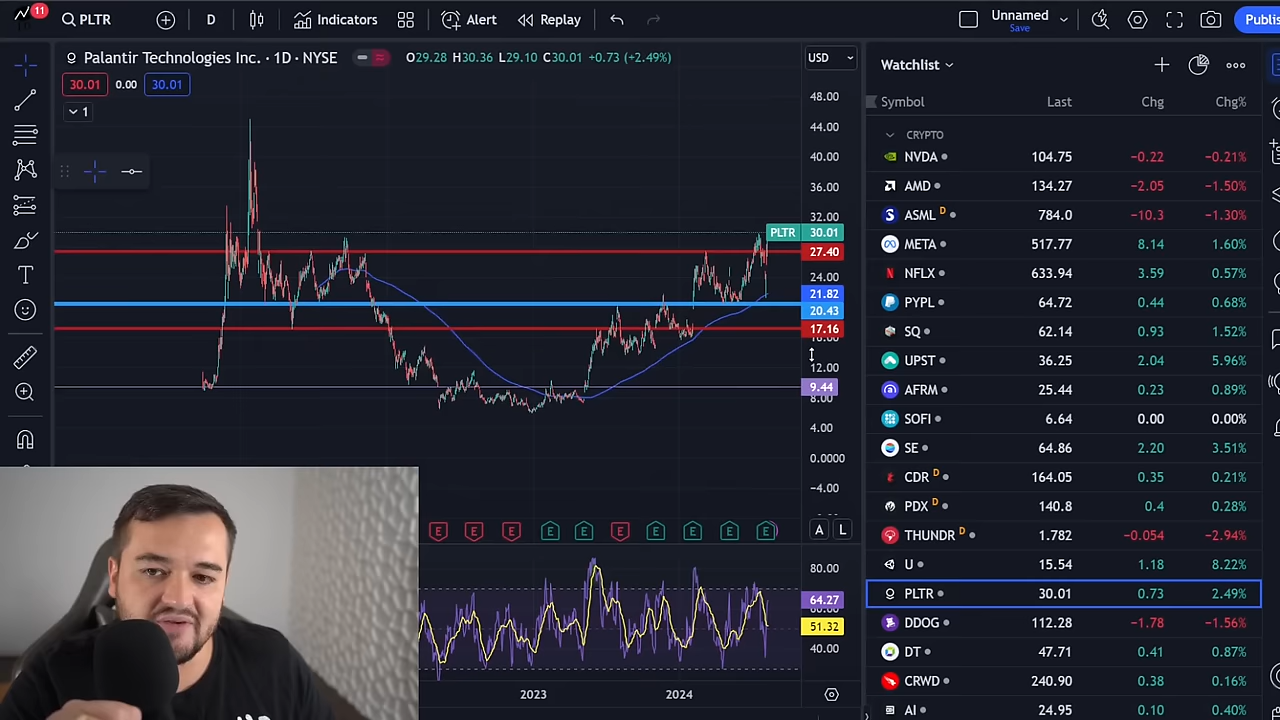 11
PLTR
D
Indicators
Alert
Replay
Unnamed
Save
Publis
Palantir Technologies Inc. · 1D · NYSE
O29.28 H30.36 L29.10 C30.01 +0.73 (+2.49%)
USD
30.01 0.00 30.01
1
48.00
44.00
40.00
36.00
32.00
PLTR 30.01
27.40
24.00
21.82
20.43
17.16
16.00
12.00
9.44
8.00
4.00
0.0000
−4.00
E E E E E E E E E E
A L
80.00
64.27
60.00
51.32
40.00
2023 2024
Watchlist
Symbol Last Chg Chg%
CRYPTO
NVDA 104.75 −0.22 −0.21%
AMD 134.27 −2.05 −1.50%
ASML D 784.0 −10.3 −1.30%
META 517.77 8.14 1.60%
NFLX 633.94 3.59 0.57%
PYPL 64.72 0.44 0.68%
SQ 62.14 0.93 1.52%
UPST 36.25 2.04 5.96%
AFRM 25.44 0.23 0.89%
SOFI 6.64 0.00 0.00%
SE 64.86 2.20 3.51%
CDR D 164.05 0.35 0.21%
PDX D 140.8 0.4 0.28%
THUNDR D 1.782 −0.054 −2.94%
U 15.54 1.18 8.22%
PLTR 30.01 0.73 2.49%
DDOG 112.28 −1.78 −1.56%
DT 47.71 0.41 0.87%
CRWD 240.90 0.38 0.16%
AI 24.95 0.10 0.40%